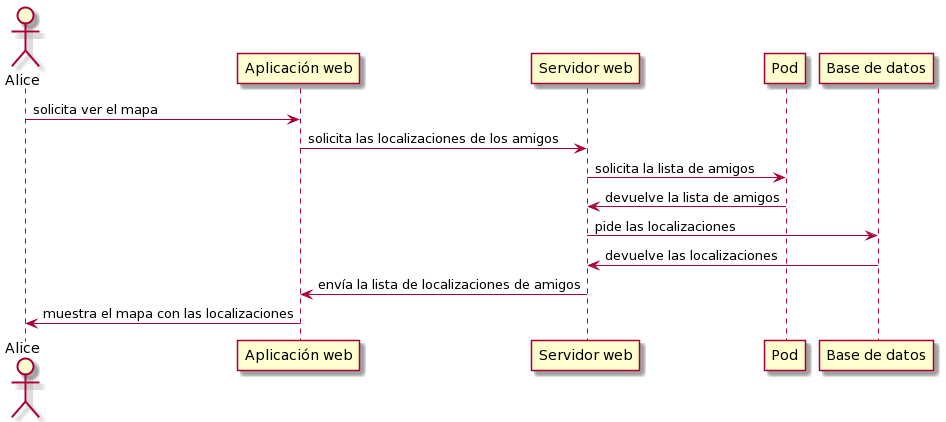 Alice
Aplicación web
Servidor web
Pod
Base de datos
solicita ver el mapa
solicita las localizaciones de los amigos
solicita la lista de amigos
devuelve la lista de amigos
pide las localizaciones
devuelve las localizaciones
envía la lista de localizaciones de amigos
muestra el mapa con las localizaciones
Alice
Aplicación web
Servidor web
Pod
Base de datos